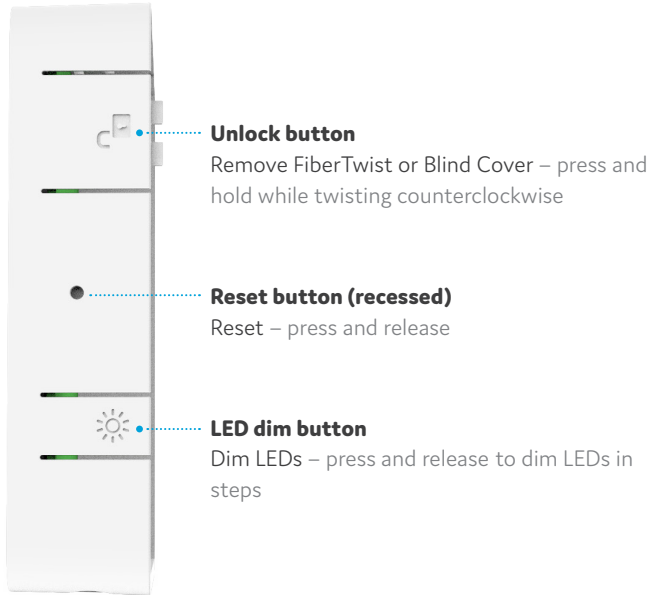 Unlock button
Remove FiberTwist or Blind Cover – press and
hold while twisting counterclockwise
Reset button (recessed)
Reset – press and release
LED dim button
Dim LEDs – press and release to dim LEDs in
steps